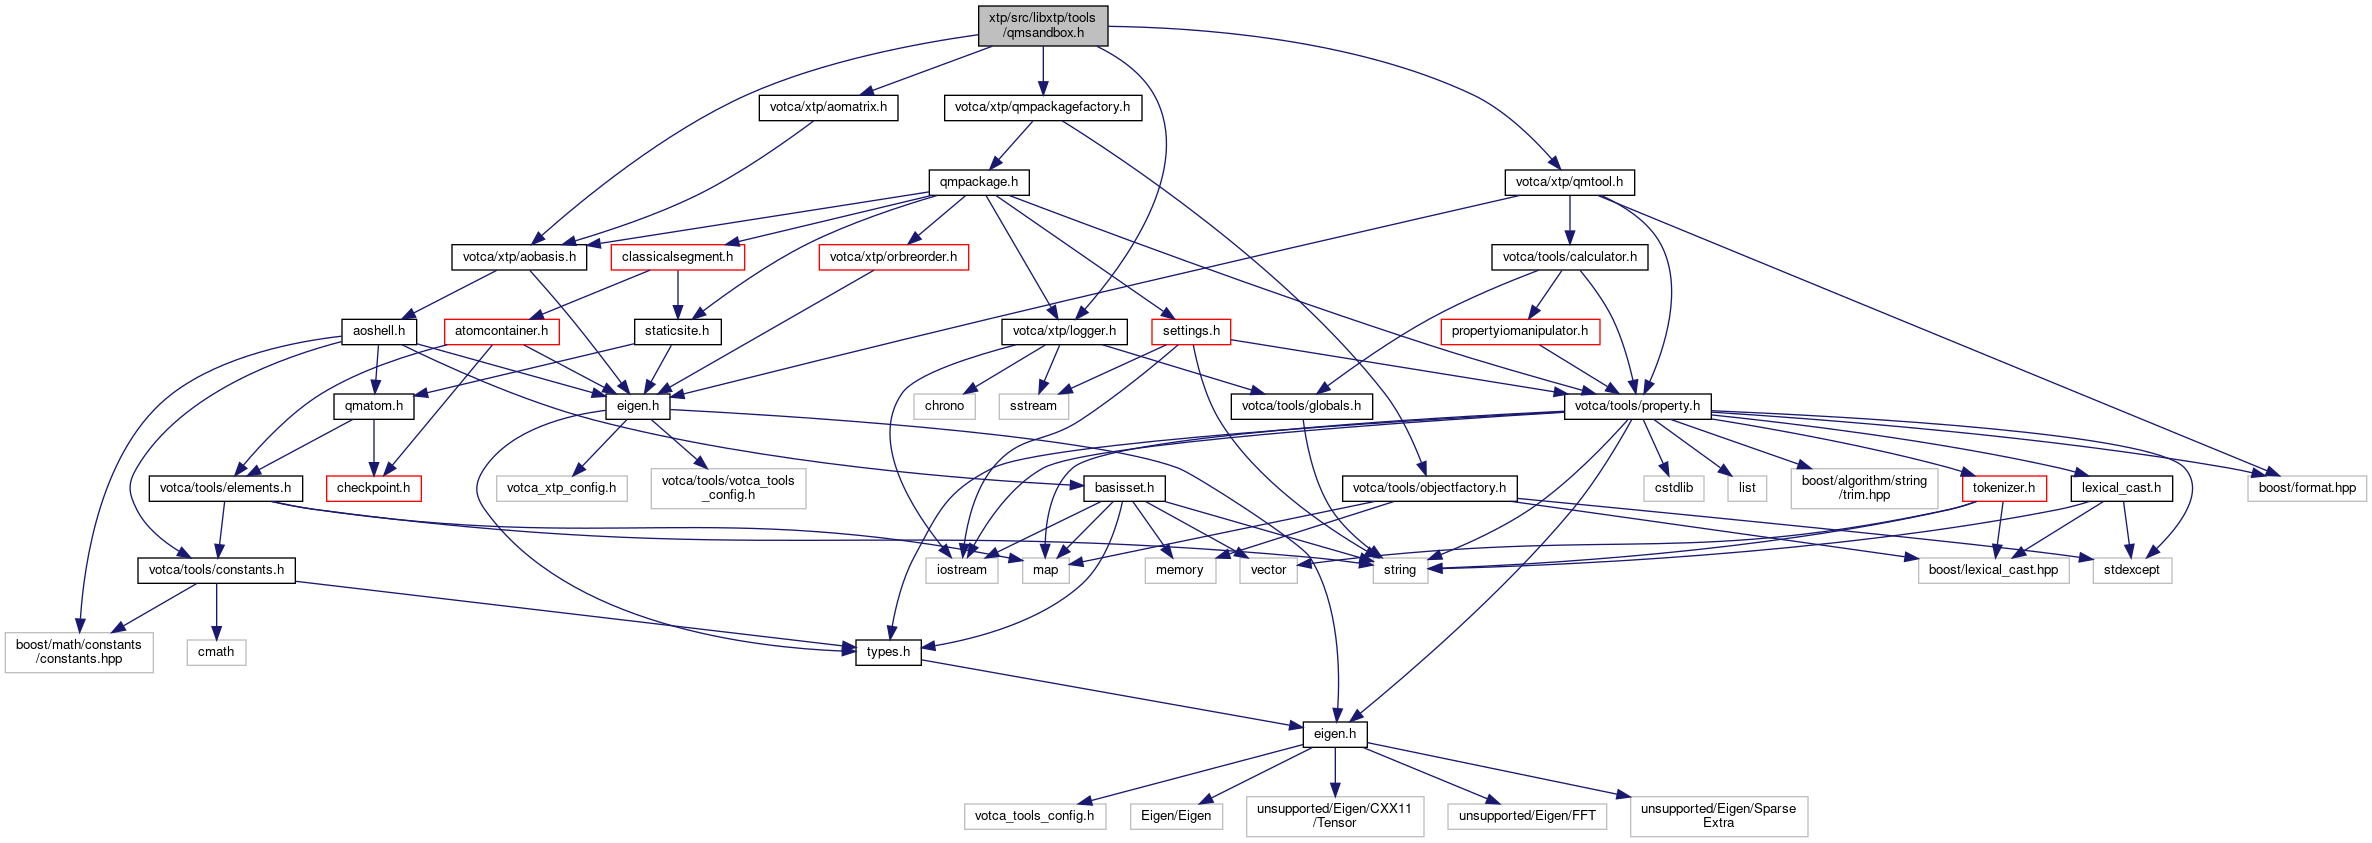 xtp/src/libxtp/tools
/qmsandbox.h
votca/xtp/aomatrix.h
votca/xtp/qmpackagefactory.h
qmpackage.h
votca/xtp/qmtool.h
votca/xtp/aobasis.h
classicalsegment.h
votca/xtp/orbreorder.h
votca/tools/calculator.h
aoshell.h
atomcontainer.h
staticsite.h
votca/xtp/logger.h
settings.h
propertyiomanipulator.h
qmatom.h
eigen.h
chrono
sstream
votca/tools/globals.h
votca/tools/property.h
votca/tools/elements.h
checkpoint.h
votca_xtp_config.h
votca/tools/votca_tools
_config.h
basisset.h
votca/tools/objectfactory.h
cstdlib
list
boost/algorithm/string
/trim.hpp
tokenizer.h
lexical_cast.h
boost/format.hpp
votca/tools/constants.h
iostream
map
memory
vector
string
boost/lexical_cast.hpp
stdexcept
boost/math/constants
/constants.hpp
cmath
types.h
eigen.h
votca_tools_config.h
Eigen/Eigen
unsupported/Eigen/CXX11
/Tensor
unsupported/Eigen/FFT
unsupported/Eigen/Sparse
Extra